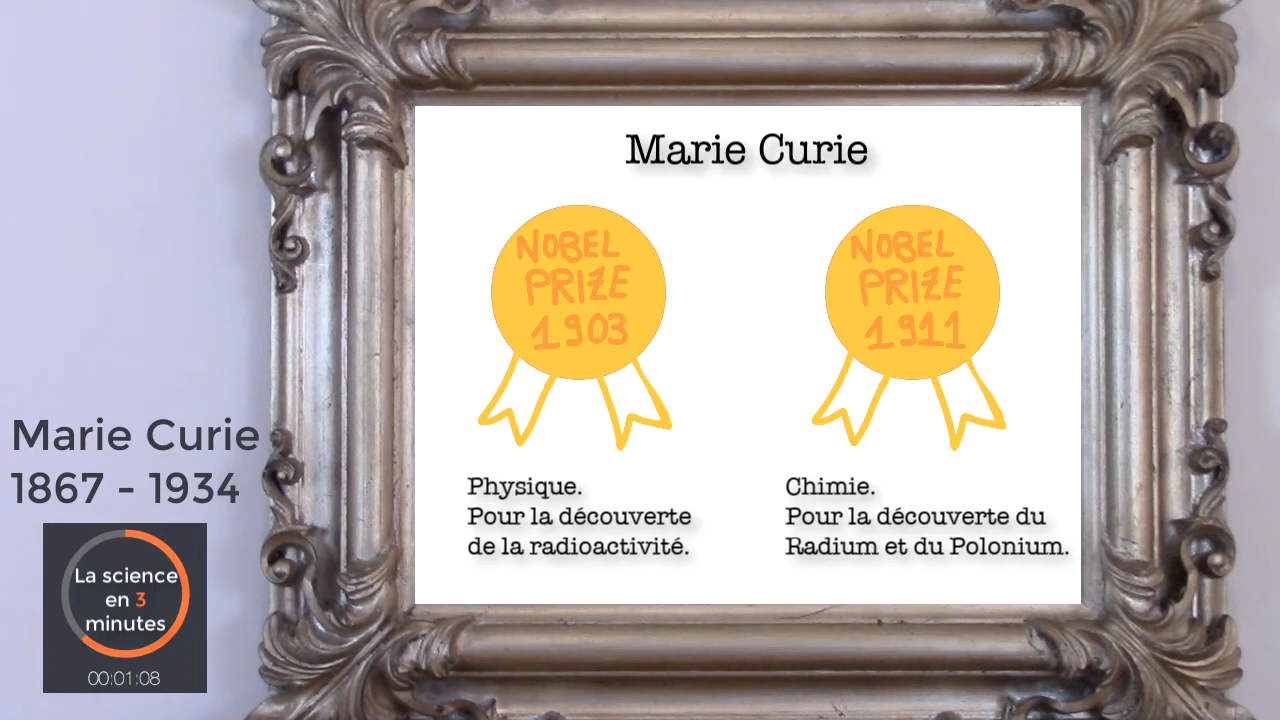 Marie Curie
NOBEL
PRIZE
1903
NOBEL
PRIZE
1911
Physique.
Pour la découverte
de la radioactivité.
Chimie.
Pour la découverte du
Radium et du Polonium.
Marie Curie
1867 - 1934
La science
en 3
minutes
00:01:08